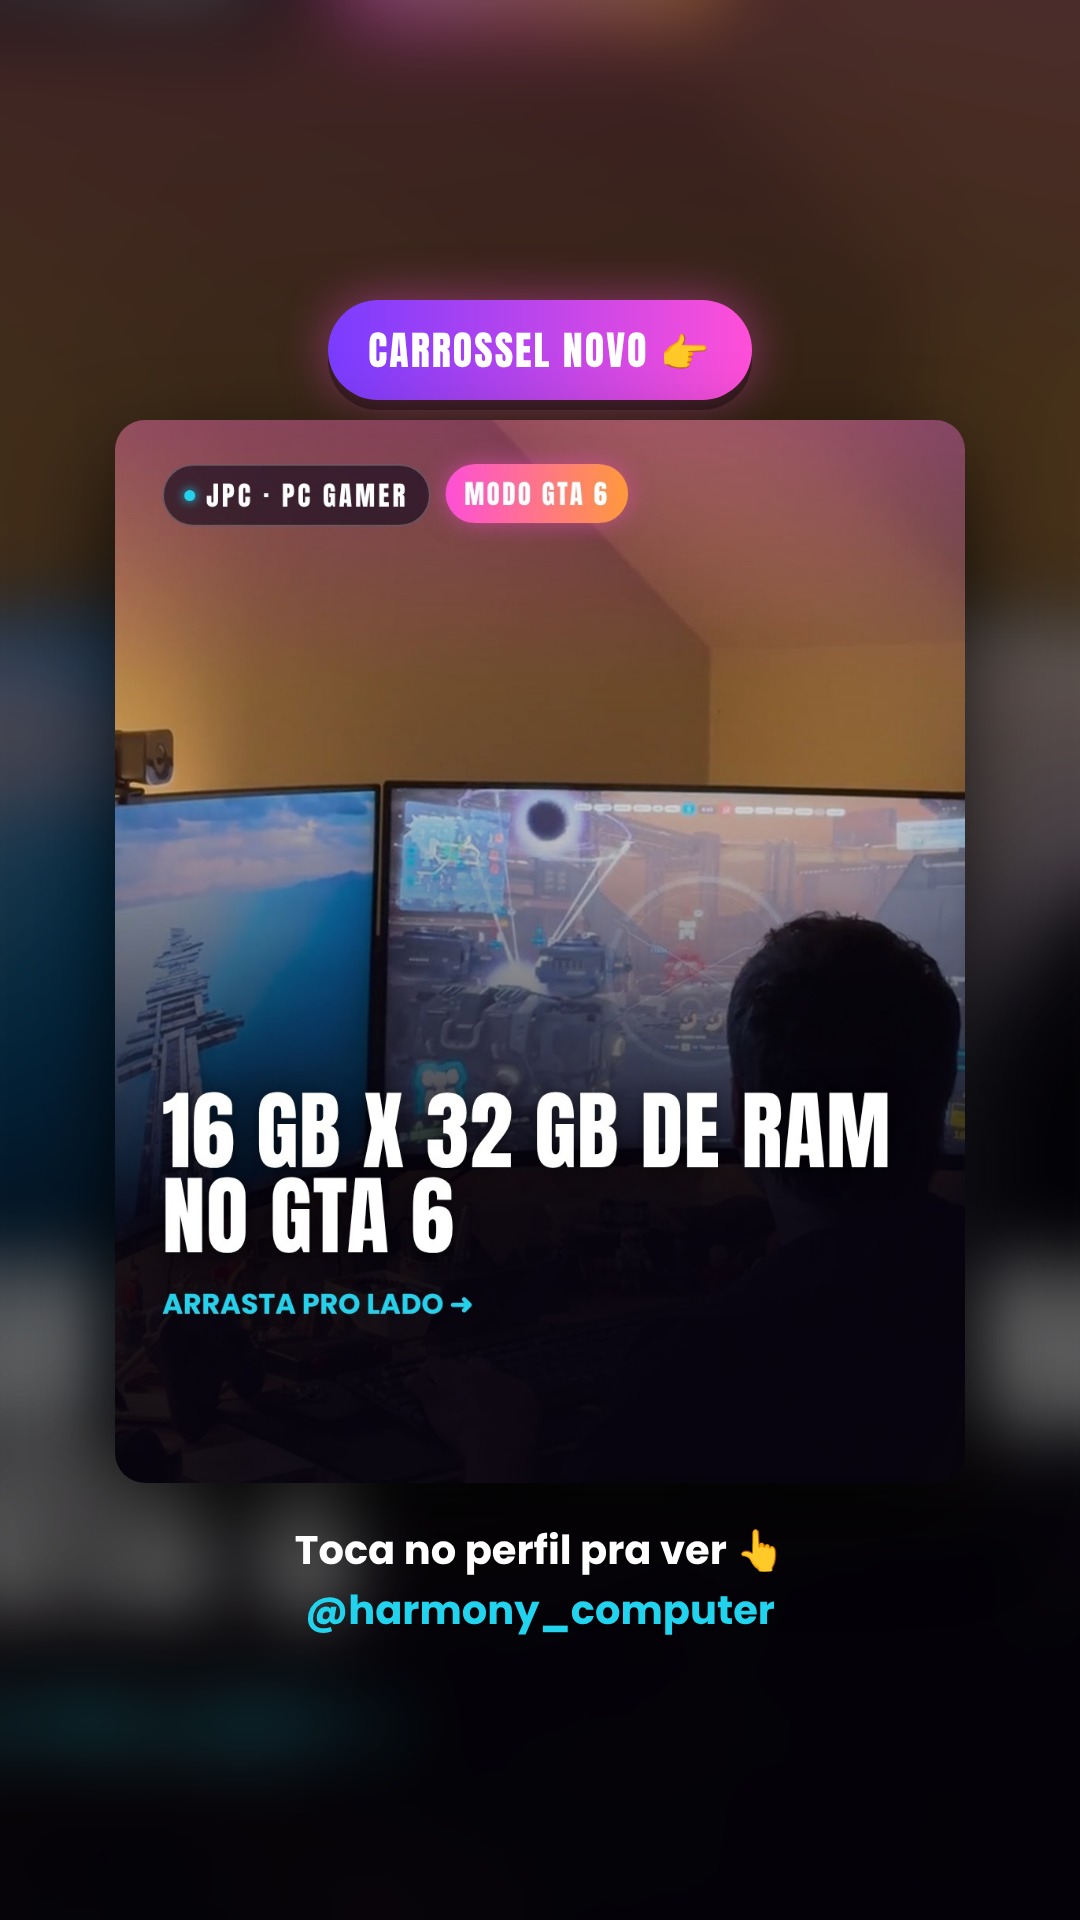 CARROSSEL NOVO 👉
JPC · PC GAMER
MODO GTA 6
16 GB X 32 GB DE RAM
NO GTA 6
ARRASTA PRO LADO ➜
Toca no perfil pra ver 👆
@harmony_computer